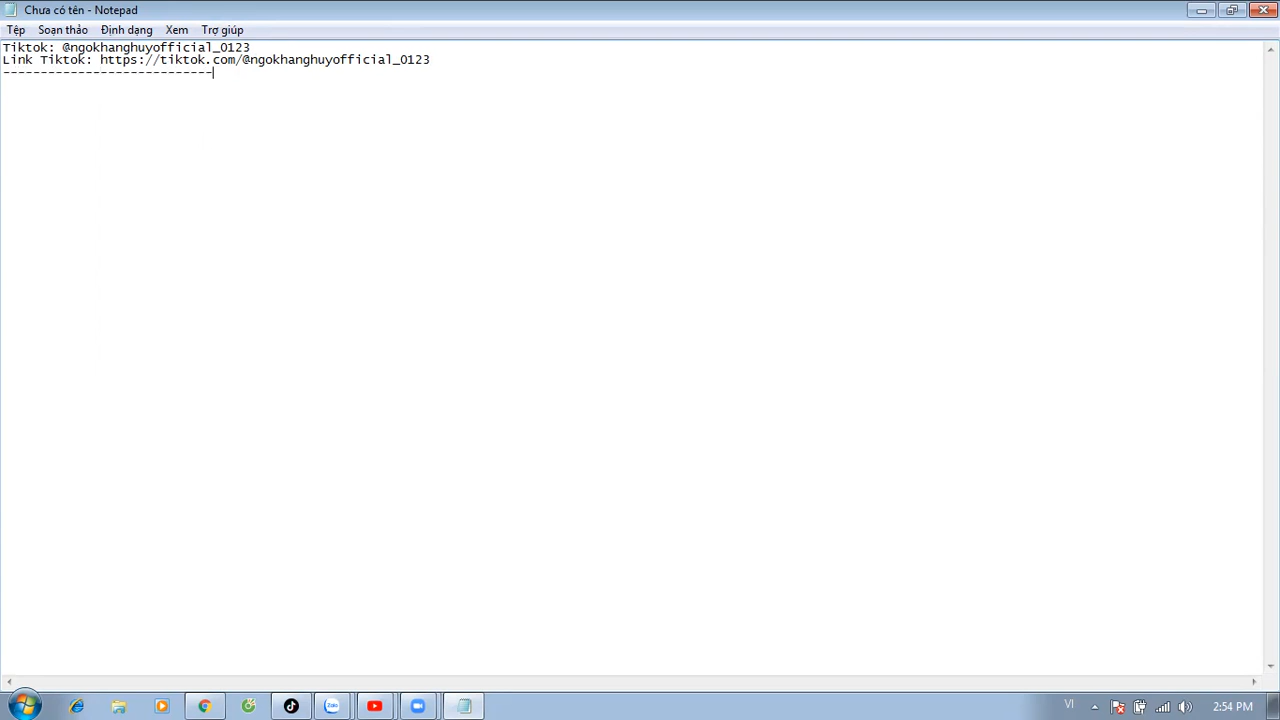 Chưa có tên - Notepad
Tệp Soạn thảo Định dạng Xem Trợ giúp
Tiktok: @ngokhanghuyofficial_0123
Link Tiktok: https://tiktok.com/@ngokhanghuyofficial_0123
----------------------------
Zalo
VI
2:54 PM